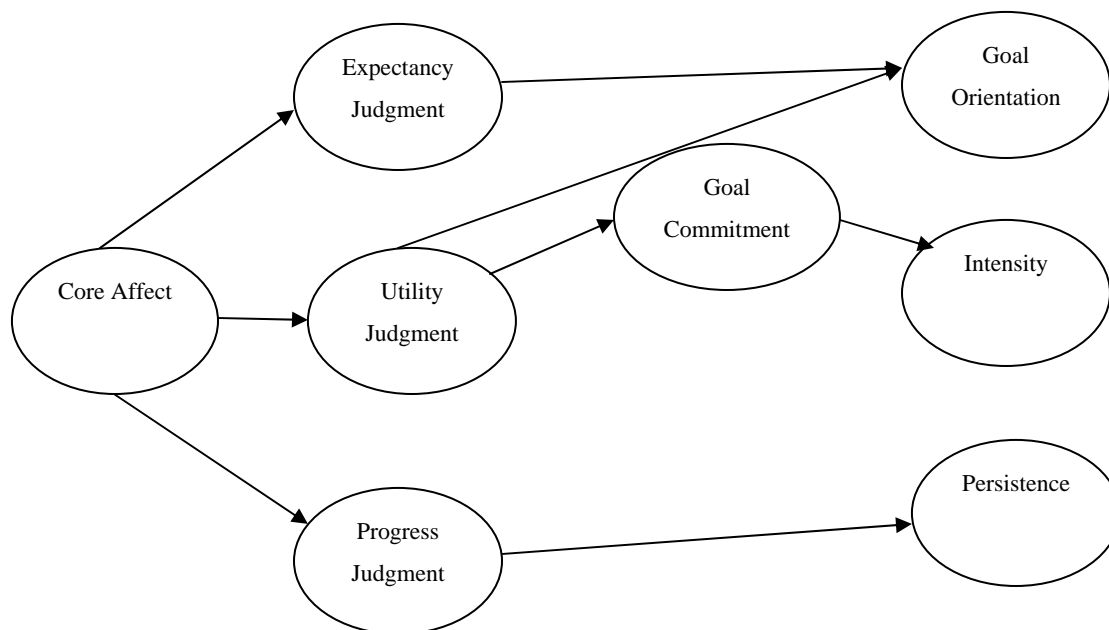 Expectancy
Judgment
Goal
Orientation
Goal
Commitment
Core Affect
Utility
Judgment
Intensity
Progress
Judgment
Persistence